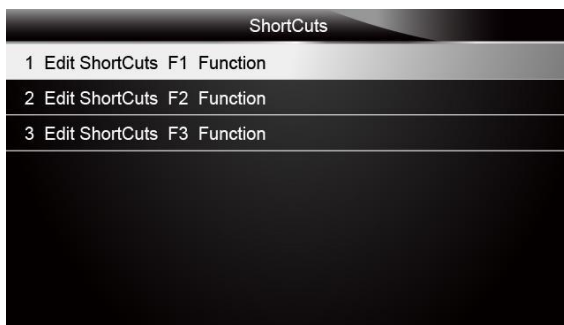 ShortCuts
1 Edit ShortCuts F1 Function
2 Edit ShortCuts F2 Function
3 Edit ShortCuts F3 Function